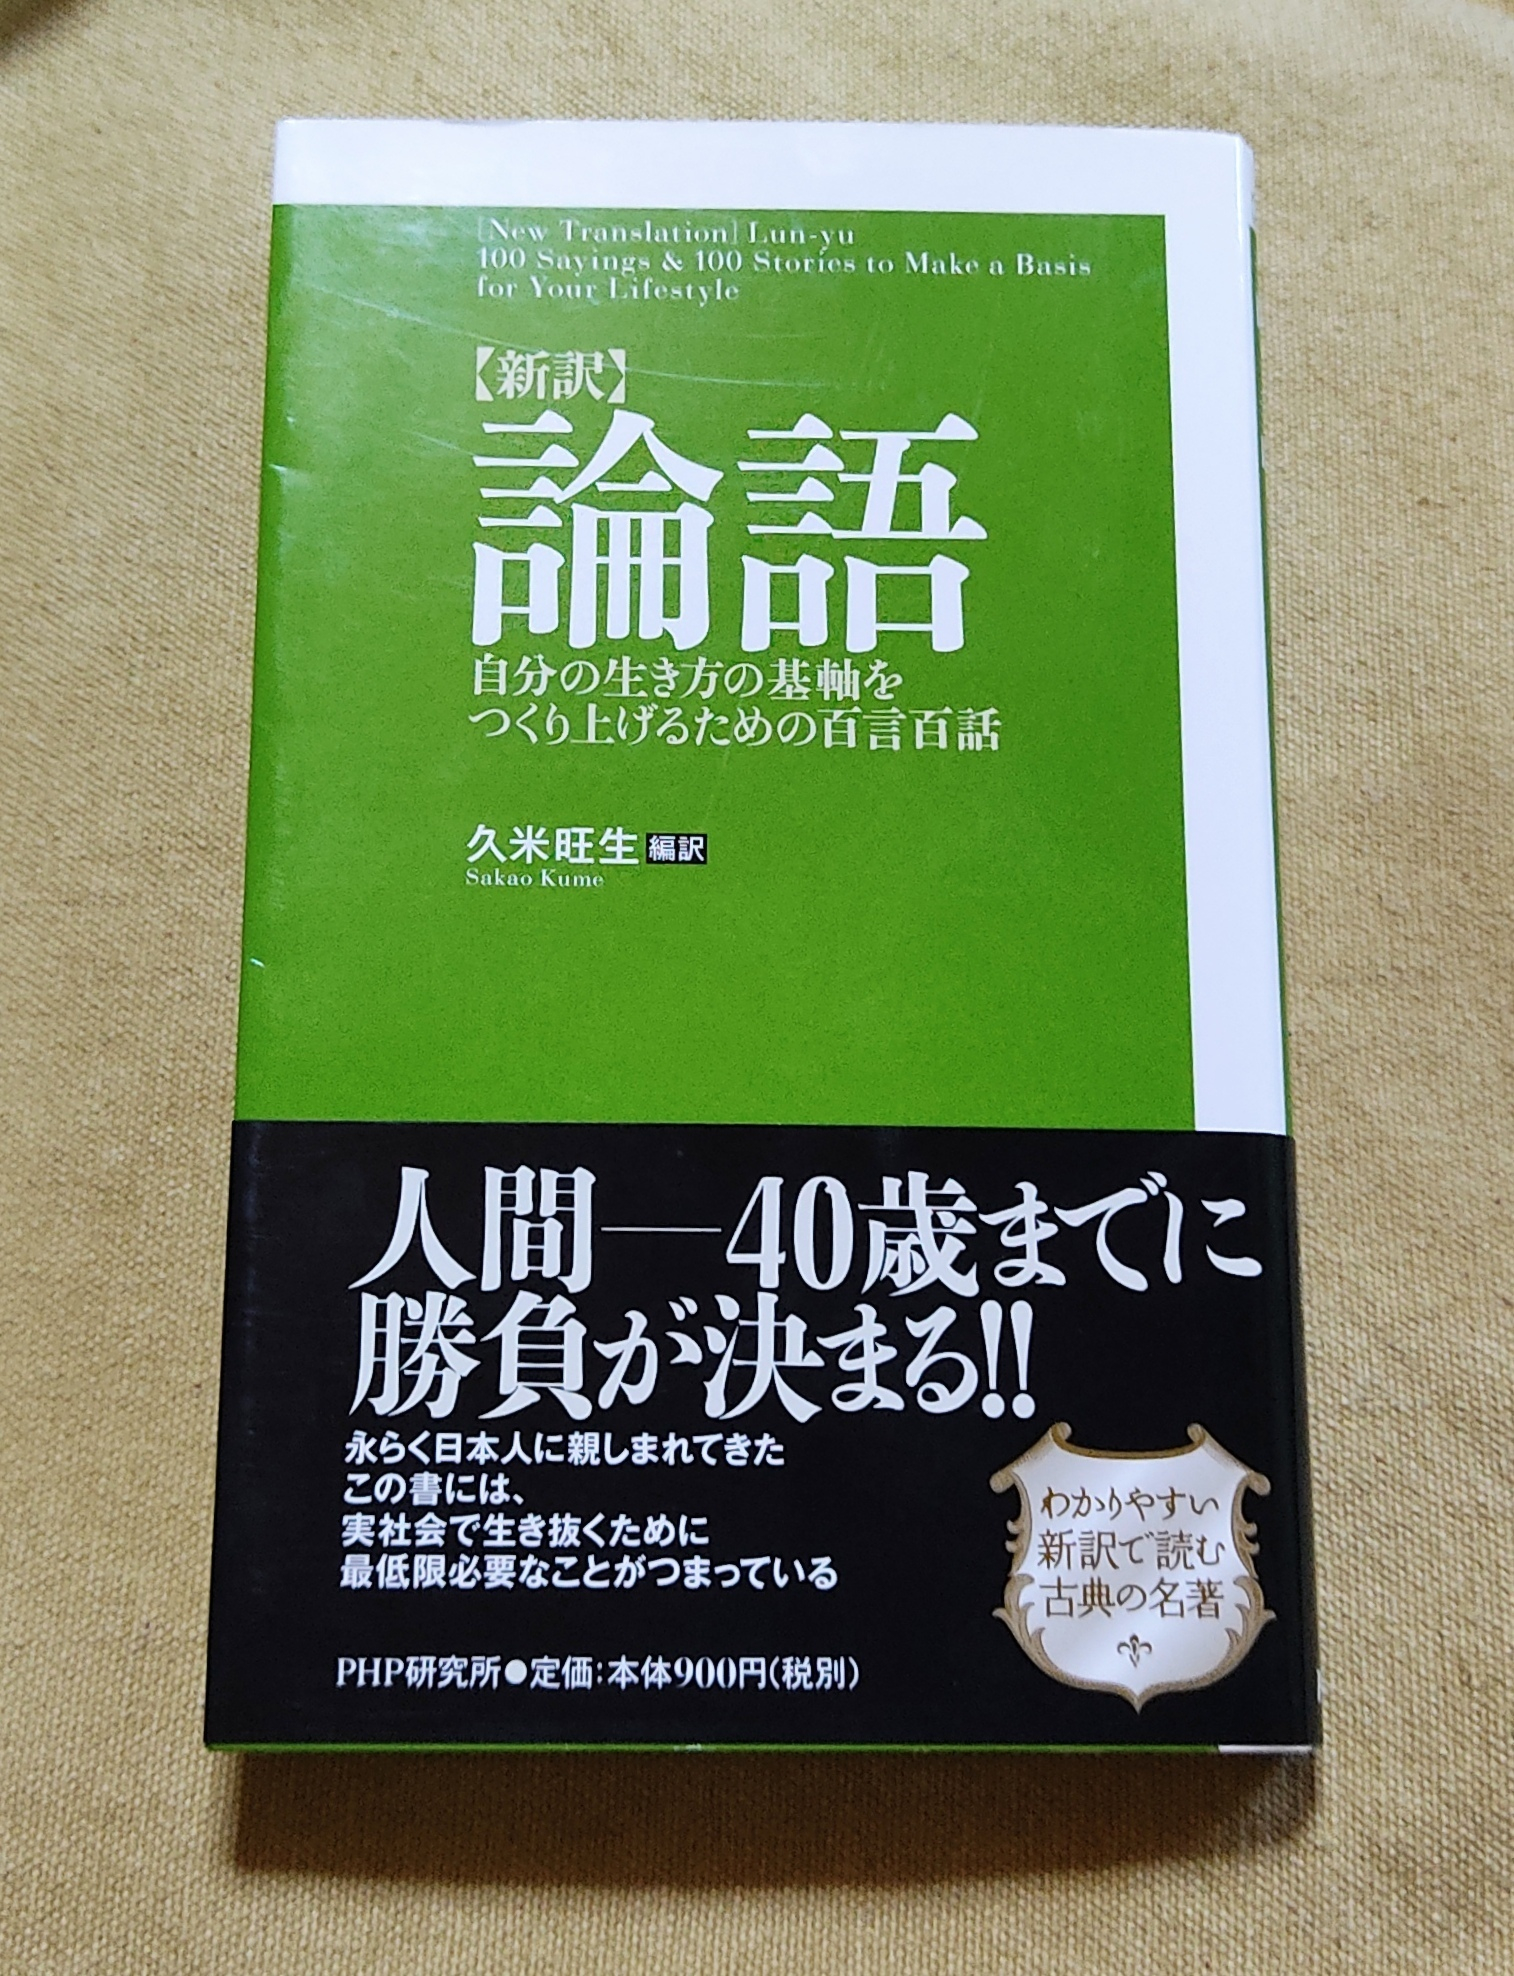 [New Translation] Lun-yu
100 Sayings & 100 Stories to Make a Basis
for Your Lifestyle
【新訳】
論語
自分の生き方の基軸を
つくり上げるための百言百話
久米旺生 編訳
Sakao Kume
人間―40歳までに
勝負が決まる!!
永らく日本人に親しまれてきた
この書には、
実社会で生き抜くために
最低限必要なことがつまっている
わかりやすい
新訳で読む
古典の名著
PHP研究所●定価:本体900円(税別)